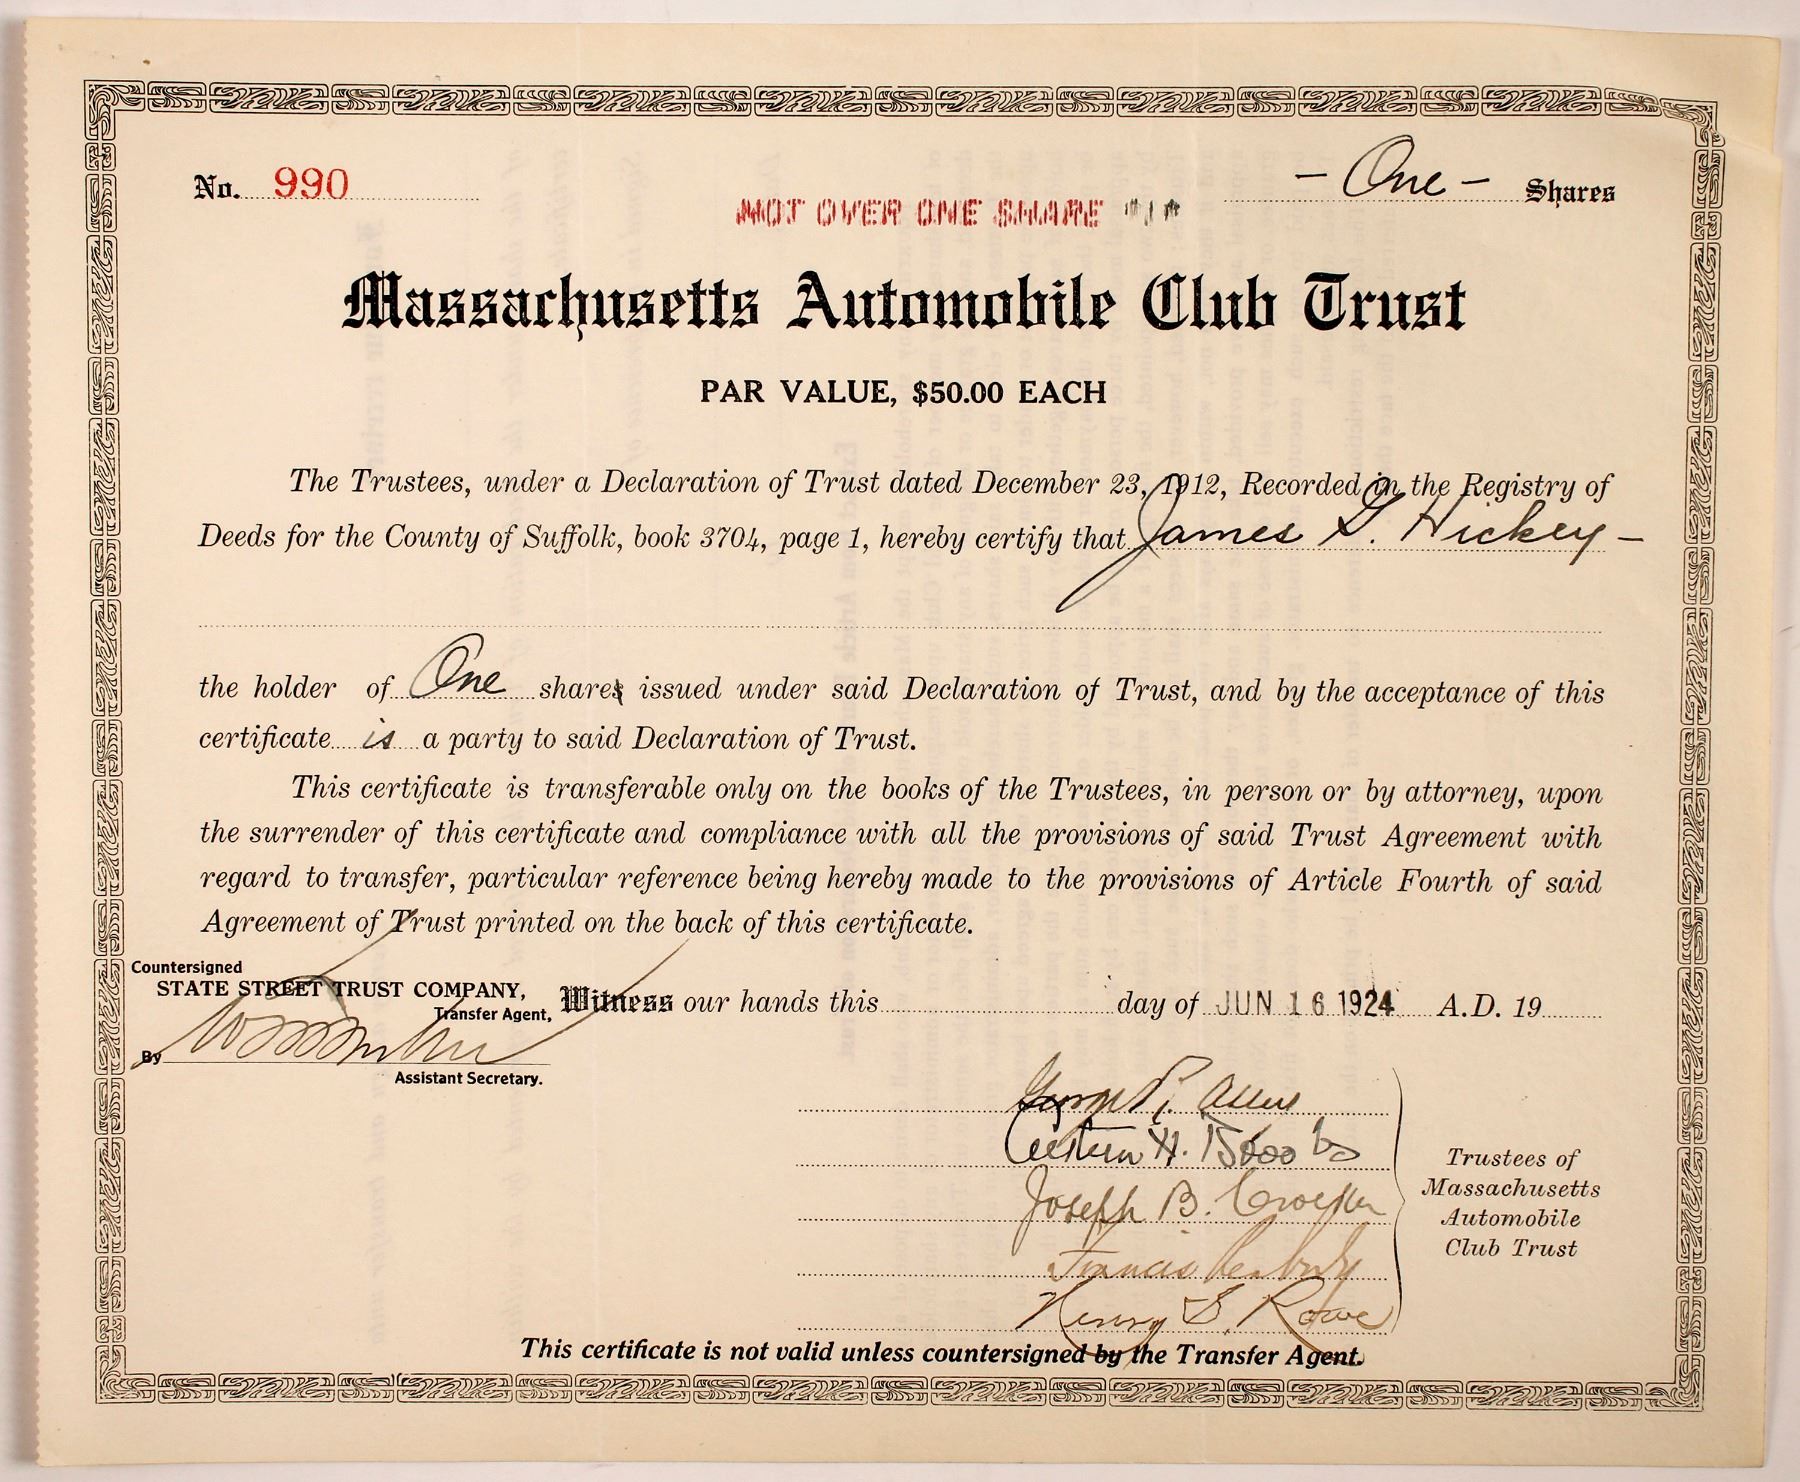 No. 990
— One — Shares
NOT OVER ONE SHARE
Massachusetts Automobile Club Trust
PAR VALUE, $50.00 EACH
The Trustees, under a Declaration of Trust dated December 23, 1912, Recorded in the Registry of
Deeds for the County of Suffolk, book 3704, page 1, hereby certify that James G. Hickey —
the holder of One shares issued under said Declaration of Trust, and by the acceptance of this
certificate is a party to said Declaration of Trust.
This certificate is transferable only on the books of the Trustees, in person or by attorney, upon
the surrender of this certificate and compliance with all the provisions of said Trust Agreement with
regard to transfer, particular reference being hereby made to the provisions of Article Fourth of said
Agreement of Trust printed on the back of this certificate.
Countersigned
STATE STREET TRUST COMPANY,
Transfer Agent,
By
Assistant Secretary.
Witness our hands this day of JUN 16 1924 A.D. 19
Joseph B. Crocker
Francis Peabody
Henry S. Rowe
Trustees of
Massachusetts
Automobile
Club Trust
This certificate is not valid unless countersigned by the Transfer Agent.